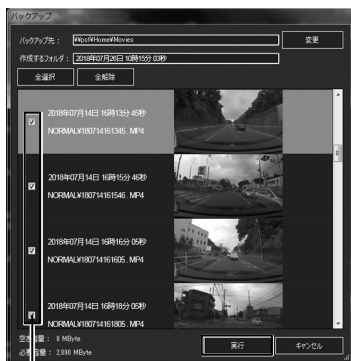 バックアップ
バックアップ先： ¥¥psf¥Home¥Movies
変更
作成するフォルダ： 2018年07月26日 10時15分 03秒
全選択 全解除
2018年07月14日 16時13分 45秒
NORMAL¥180714161345 . MP4
2018年07月14日 16時15分 46秒
NORMAL¥180714161546 . MP4
2018年07月14日 16時16分 05秒
NORMAL¥180714161605 . MP4
2018年07月14日 16時18分 05秒
NORMAL¥180714161805 . MP4
空き容量： 0 MByte
必要容量： 2,890 MByte
実行 キャンセル